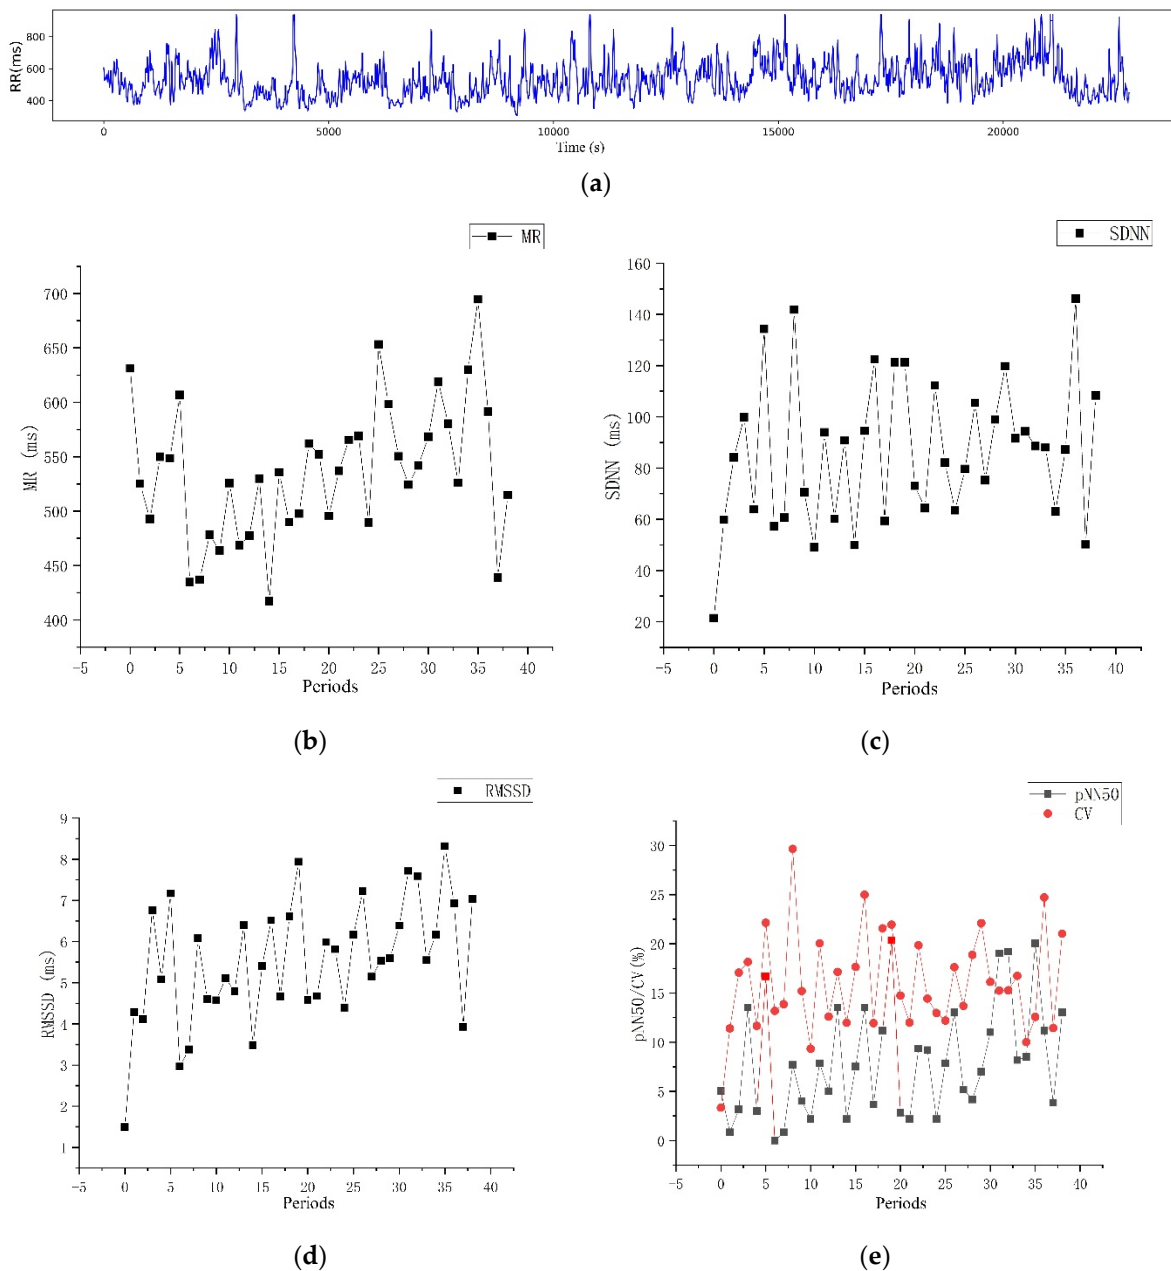 800
600
400
RR(ms)
0 5000 10000 15000 20000
Time (s)
(a)
MR
700
650
600
550
500
450
400
MR (ms)
-5 0 5 10 15 20 25 30 35 40
Periods
(b)
SDNN
160
140
120
100
80
60
40
20
SDNN (ms)
-5 0 5 10 15 20 25 30 35 40
Periods
(c)
RMSSD
9
8
7
6
5
4
3
2
1
RMSSD (ms)
-5 0 5 10 15 20 25 30 35 40
Periods
(d)
pNN50
CV
30
25
20
15
10
5
0
pNN50/CV(%)
-5 0 5 10 15 20 25 30 35 40
Periods
(e)